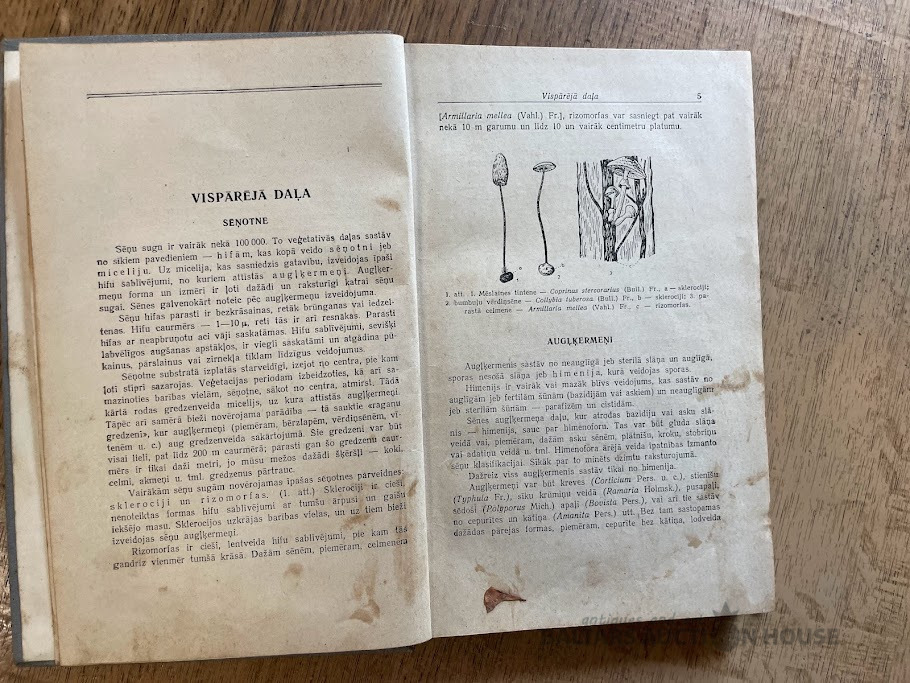 VISPĀRĒJĀ DAĻA
SĒŅOTNE
Sēņu sugu ir vairāk nekā 100 000. To veģetatīvās daļas sastāv
no sīkiem pavedieniem — hifām, kas kopā veido sēņotni jeb
miceliju. Uz micelija, kas sasniedzis gatavību, izveidojas īpaši
hifu sablīvējumi, no kuriem attīstās augļķermeņi. Augļķer-
meņu forma un izmēri ir ļoti dažādi un raksturīgi katrai sēņu
sugai. Sēnes galvenokārt noteic pēc augļķermeņu izveidojuma.
Sēņu hifas parasti ir bezkrāsainas, retāk brūnganas vai iedzel-
tenas. Hifu caurmērs — 1—10 μ, reti tās ir arī resnākas. Parasti
hifas ar neapbruņotu aci vāji saskatāmas. Hifu sablīvējumi, sevišķi
labvēlīgos augšanas apstākļos, ir viegli saskatāmi un atgādina pū-
kainus, pārslainus vai zirnekļa tīklam līdzīgus veidojumus.
Sēņotne substrātā izplatās starveidīgi, izejot no centra, pie kam
ļoti stipri sazarojas. Veģetācijas periodam izbeidzoties, kā arī sa-
mazinoties barības vielām, sēņotne, sākot no centra, atmirst. Tādā
kārtā rodas gredzenveida micelijs, uz kura attīstās augļķermeņi.
Tāpēc arī samērā bieži novērojama parādība — tā sauktie «raganu
gredzeni», kur augļķermeņi (piemēram, bērzlapēm, vērdiņsēnēm, vī-
tenēm u. c.) aug gredzenveida sakārtojumā. Šie gredzeni var būt
visai lieli, pat līdz 200 m caurmērā; parasti gan šo gredzenu caur-
mērs ir tikai daži metri, jo mūsu mežos dažādi šķēršļi — koki,
celmi, akmeņi u. tml. gredzenus pārtrauc.
Vairākām sēņu sugām novērojamas īpašas sēņotnes pārveidnes:
sklerociji un rizomorfas. (1. att.) Sklerociji ir cieši,
nenoteiktas formas hifu sablīvējumi ar tumšu ārpusi un gaišu
iekšējo masu. Sklerocijos uzkrājas barības vielas, un uz tiem bieži
izveidojas sēņu augļķermeņi.
Rizomorfas ir cieši, lentveida hifu sablīvējumi, pie kam tās
gandrīz vienmēr tumšā krāsā. Dažām sēnēm, piemēram, celmenēm
Vispārējā daļa 5
[Armillaria mellea (Vahl.) Fr.], rizomorfas var sasniegt pat vairāk
nekā 10 m garumu un līdz 10 un vairāk centimetru platumu.
1. att. 1. Mēslaines tintene — Coprinus stercorarius (Bull.) Fr., a — sklerociji;
2. bumbuļu vērdiņsēne — Collybia tuberosa (Bull.) Fr., b — sklerociji; 3. pa-
rastā celmene — Armillaria mellea (Vahl.) Fr., c — rizomorfas.
AUGĻĶERMEŅI
Augļķermenis sastāv no neauglīgā jeb sterilā slāņa un auglīgā,
sporas nesošā slāņa jeb himenija, kurā veidojas sporas.
Himenijs ir vairāk vai mazāk blīvs veidojums, kas sastāv no
auglīgajām jeb fertilām šūnām (bazīdijām vai askiem) un neauglīgām
jeb sterilām šūnām — parafīzēm un cistīdām.
Sēnes augļķermeņa daļu, kur atrodas bazīdiju vai asku slā-
nis — himenijs, sauc par himenoforu. Tas var būt gluda slāņa
veidā vai, piemēram, dažām asku sēnēm, plātnīšu, kroku, stobriņu
vai adatiņu veidā u. tml. Himenofora ārējā veida īpatnības izmanto
sēņu klasifikācijai. Sīkāk par to minēts dzimtu raksturojumā.
Dažreiz viss augļķermenis sastāv tikai no himenija.
Augļķermeņi var būt kreves (Corticium Pers. u. c.), stienīšu
(Typhula Fr.), sīku krūmiņu veidā (Ramaria Holmsk.), pusapaļi,
sēdoši (Polyporus Mich.) apaļi (Bovista Pers.), vai arī tie sastāv
no cepurītes un kātiņa (Amanita Pers.) utt. Bez tam sastopamas
dažādas pārejas formas, piemēram, cepurīte bez kātiņa, lodveida